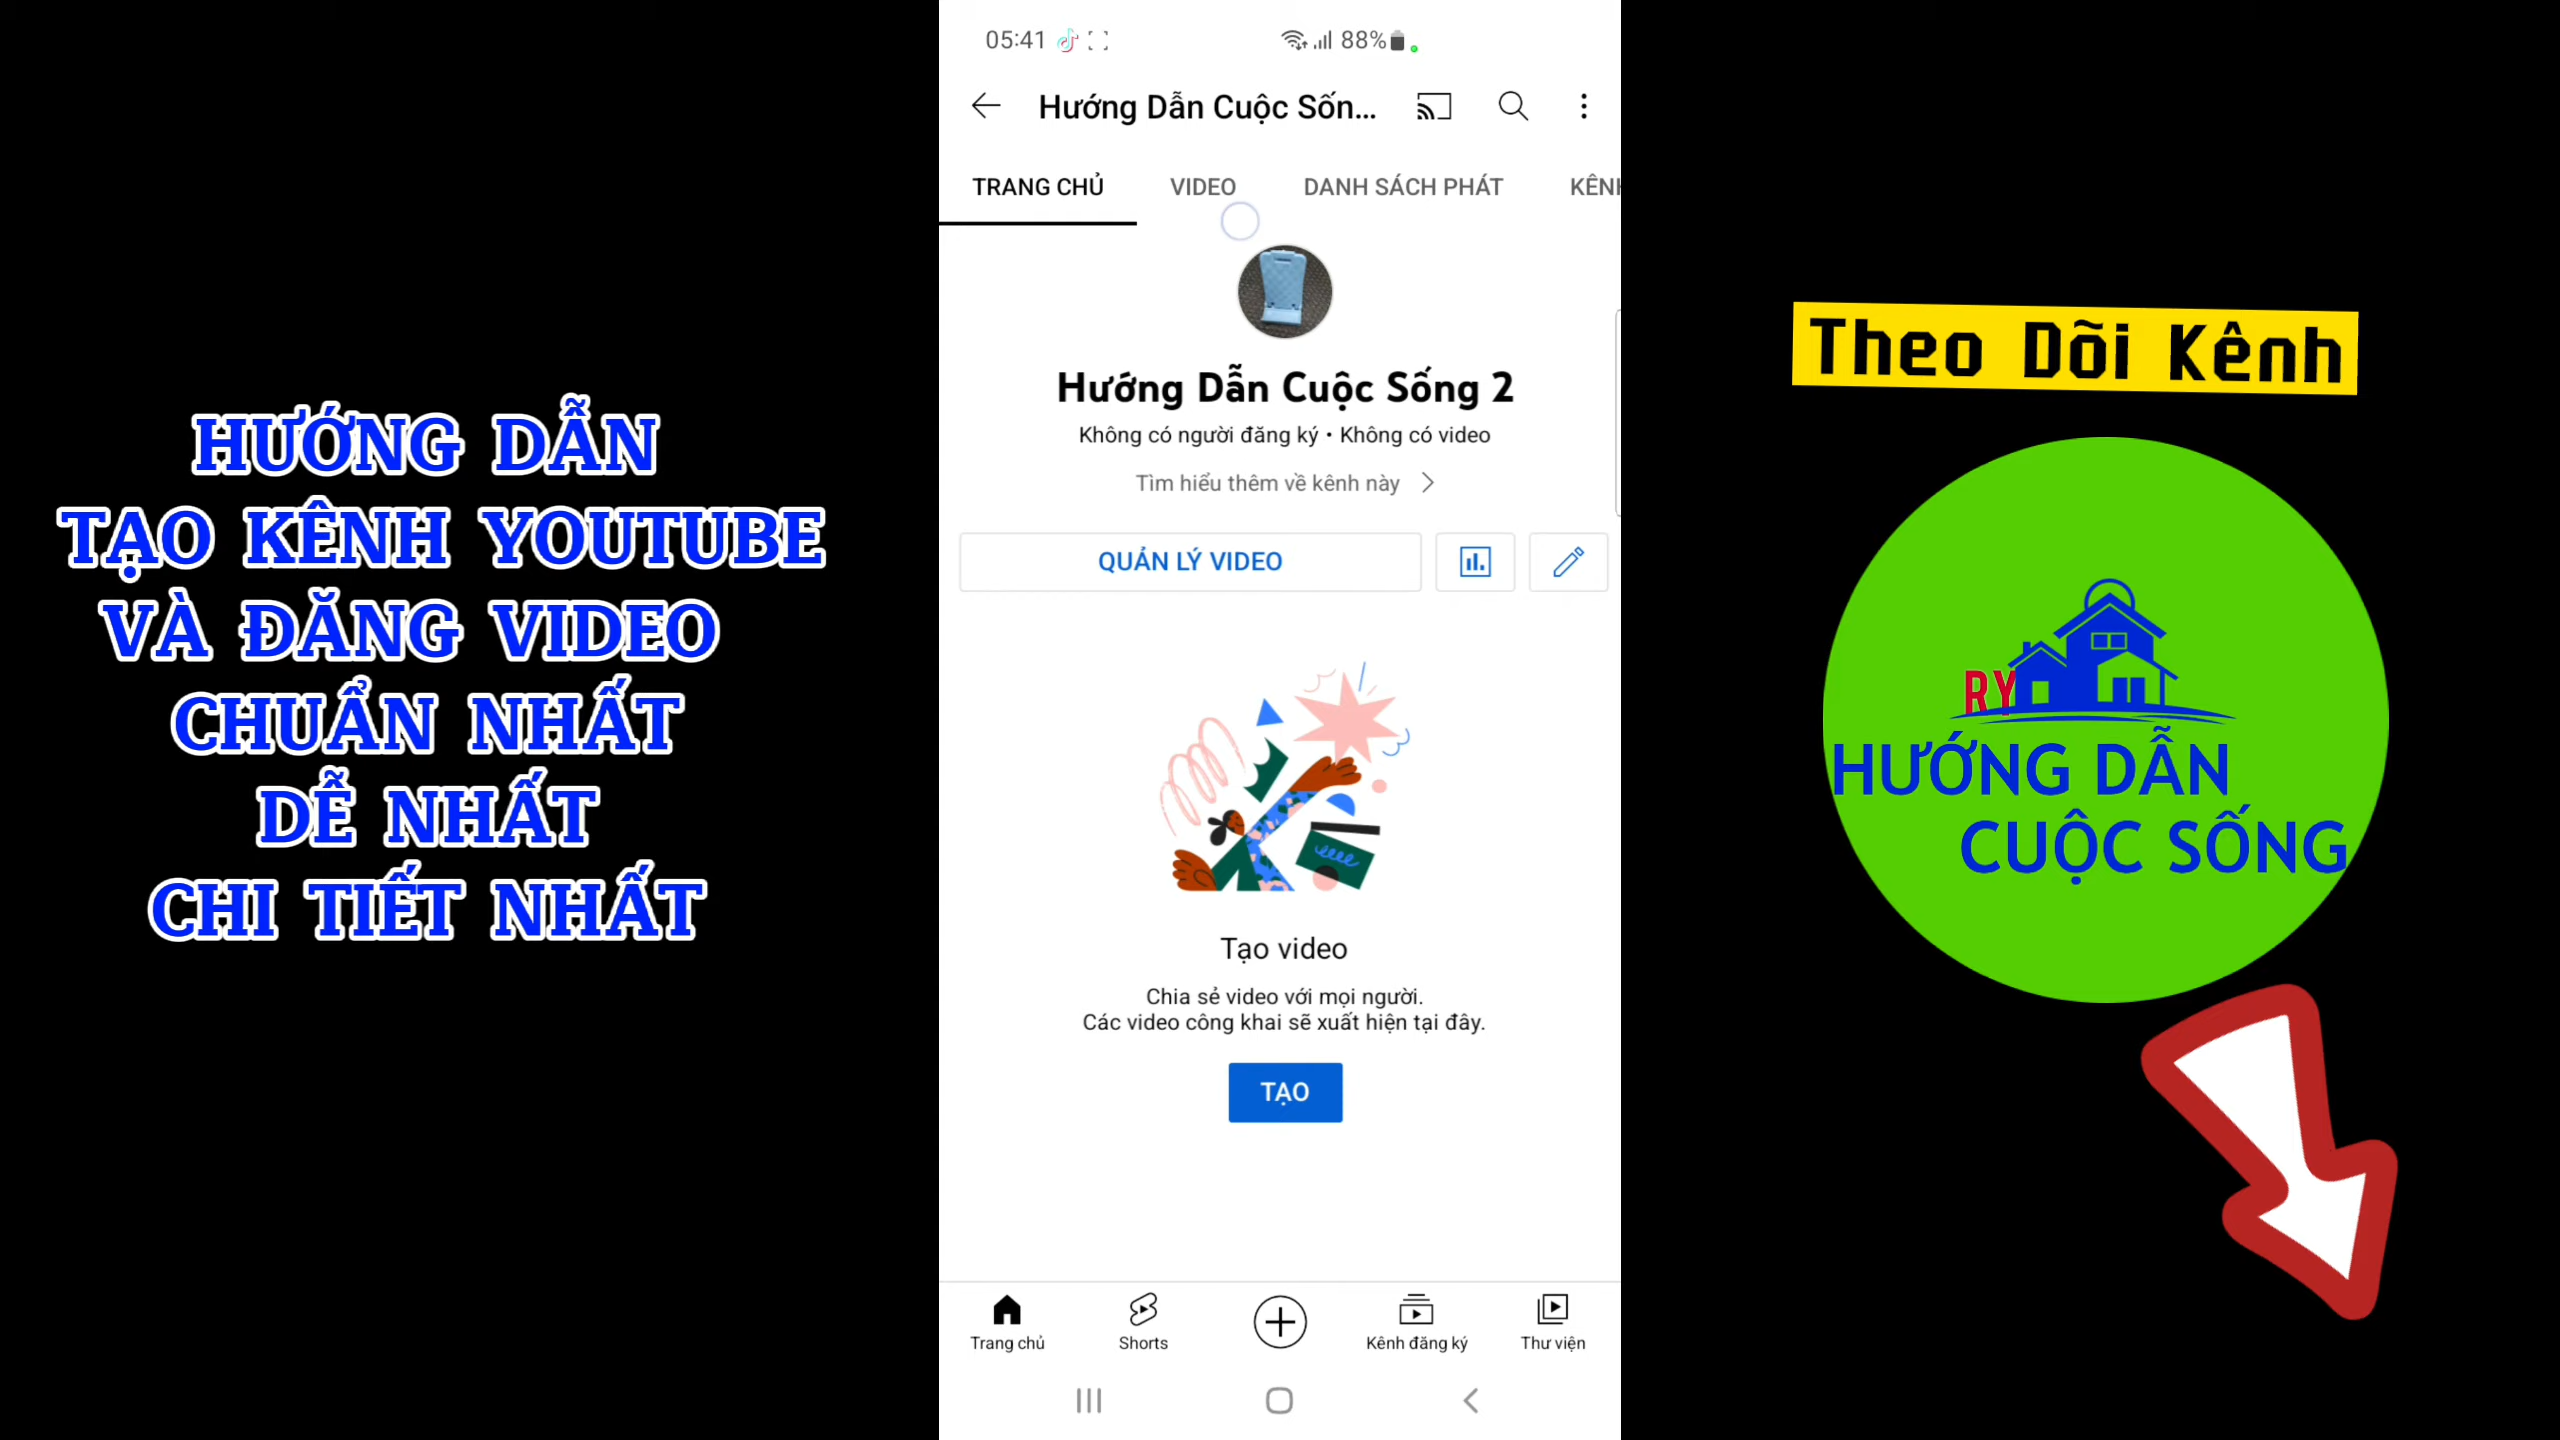 HƯỚNG DẪN
TẠO KÊNH YOUTUBE
VÀ ĐĂNG VIDEO
CHUẨN NHẤT
DỄ NHẤT
CHI TIẾT NHẤT
05:41
88%
Hướng Dẫn Cuộc Sốn...
TRANG CHỦ VIDEO DANH SÁCH PHÁT KÊNH
Hướng Dẫn Cuộc Sống 2
Không có người đăng ký • Không có video
Tìm hiểu thêm về kênh này
QUẢN LÝ VIDEO
Tạo video
Chia sẻ video với mọi người.
Các video công khai sẽ xuất hiện tại đây.
TẠO
Trang chủ Shorts Kênh đăng ký Thư viện
Theo Dõi Kênh
RY
HƯỚNG DẪN
CUỘC SỐNG